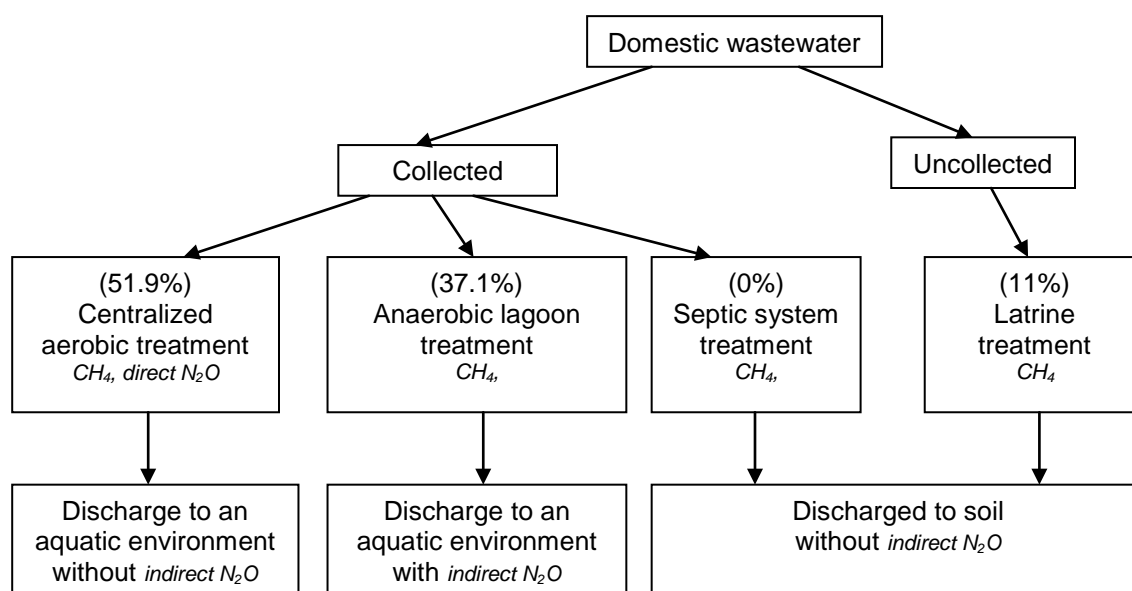 Domestic wastewater
Collected
Uncollected
(51.9%)
Centralized
aerobic treatment
CH₄, direct N₂O
(37.1%)
Anaerobic lagoon
treatment
CH₄,
(0%)
Septic system
treatment
CH₄,
(11%)
Latrine
treatment
CH₄
Discharge to an
aquatic environment
without indirect N₂O
Discharge to an
aquatic environment
with indirect N₂O
Discharged to soil
without indirect N₂O